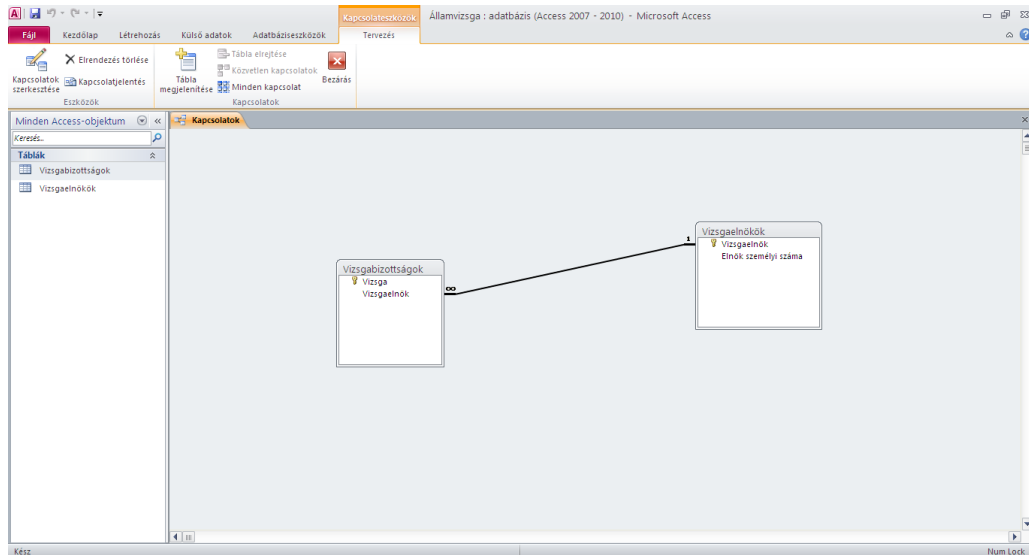 Kapcsolateszközök
Államvizsga : adatbázis (Access 2007 - 2010) - Microsoft Access
Fájl Kezdőlap Létrehozás Külső adatok Adatbáziseszközök Tervezés
Kapcsolatok szerkesztése
Elrendezés törlése
Kapcsolatjelentés
Eszközök
Tábla megjelenítése
Tábla elrejtése
Közvetlen kapcsolatok
Minden kapcsolat
Bezárás
Kapcsolatok
Minden Access-objektum
Keresés..
Táblák
Vizsgabizottságok
Vizsgaelnökök
Kapcsolatok
Vizsgabizottságok
Vizsga
Vizsgaelnök
∞
1
Vizsgaelnökök
Vizsgaelnök
Elnök személyi száma
Kész
Num Lock